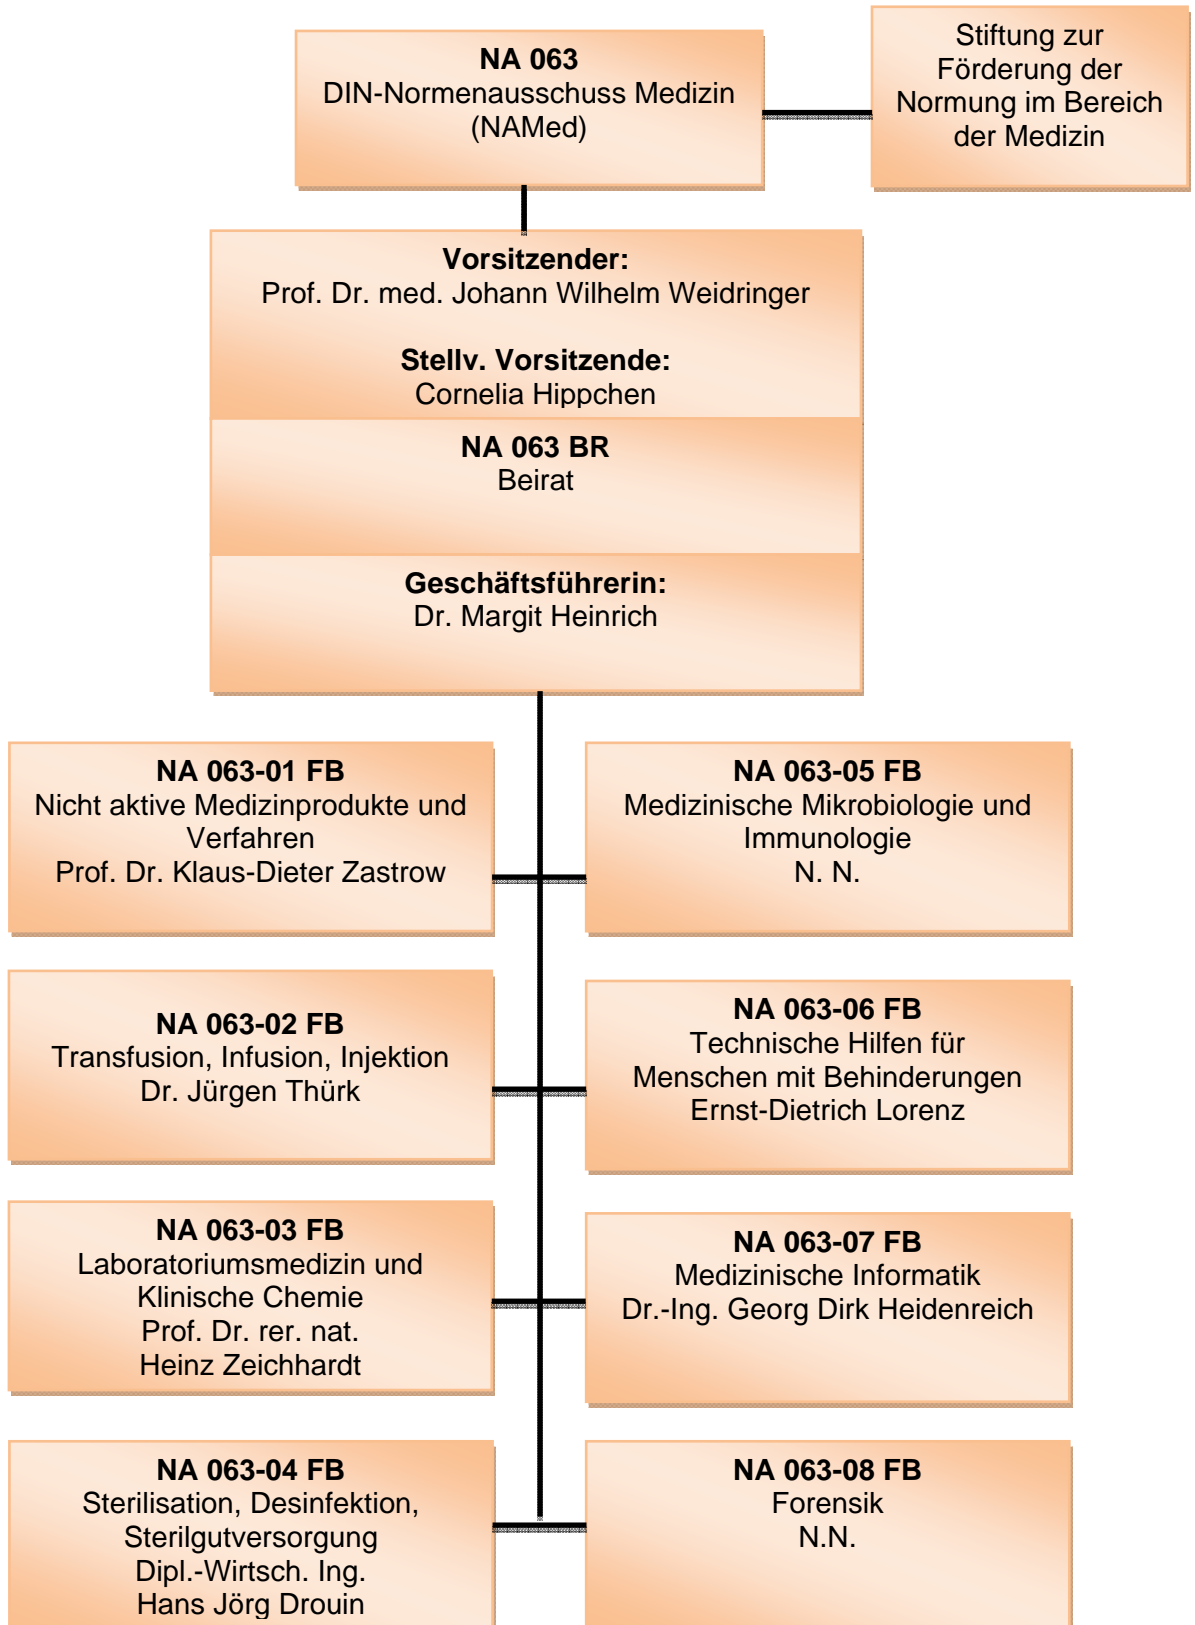 NA 063
DIN-Normenausschuss Medizin
(NAMed)
Stiftung zur
Förderung der
Normung im Bereich
der Medizin
Vorsitzender:
Prof. Dr. med. Johann Wilhelm Weidringer
Stellv. Vorsitzende:
Cornelia Hippchen
NA 063 BR
Beirat
Geschäftsführerin:
Dr. Margit Heinrich
NA 063-01 FB
Nicht aktive Medizinprodukte und
Verfahren
Prof. Dr. Klaus-Dieter Zastrow
NA 063-05 FB
Medizinische Mikrobiologie und
Immunologie
N. N.
NA 063-02 FB
Transfusion, Infusion, Injektion
Dr. Jürgen Thürk
NA 063-06 FB
Technische Hilfen für
Menschen mit Behinderungen
Ernst-Dietrich Lorenz
NA 063-03 FB
Laboratoriumsmedizin und
Klinische Chemie
Prof. Dr. rer. nat.
Heinz Zeichhardt
NA 063-07 FB
Medizinische Informatik
Dr.-Ing. Georg Dirk Heidenreich
NA 063-04 FB
Sterilisation, Desinfektion,
Sterilgutversorgung
Dipl.-Wirtsch. Ing.
Hans Jörg Drouin
NA 063-08 FB
Forensik
N.N.